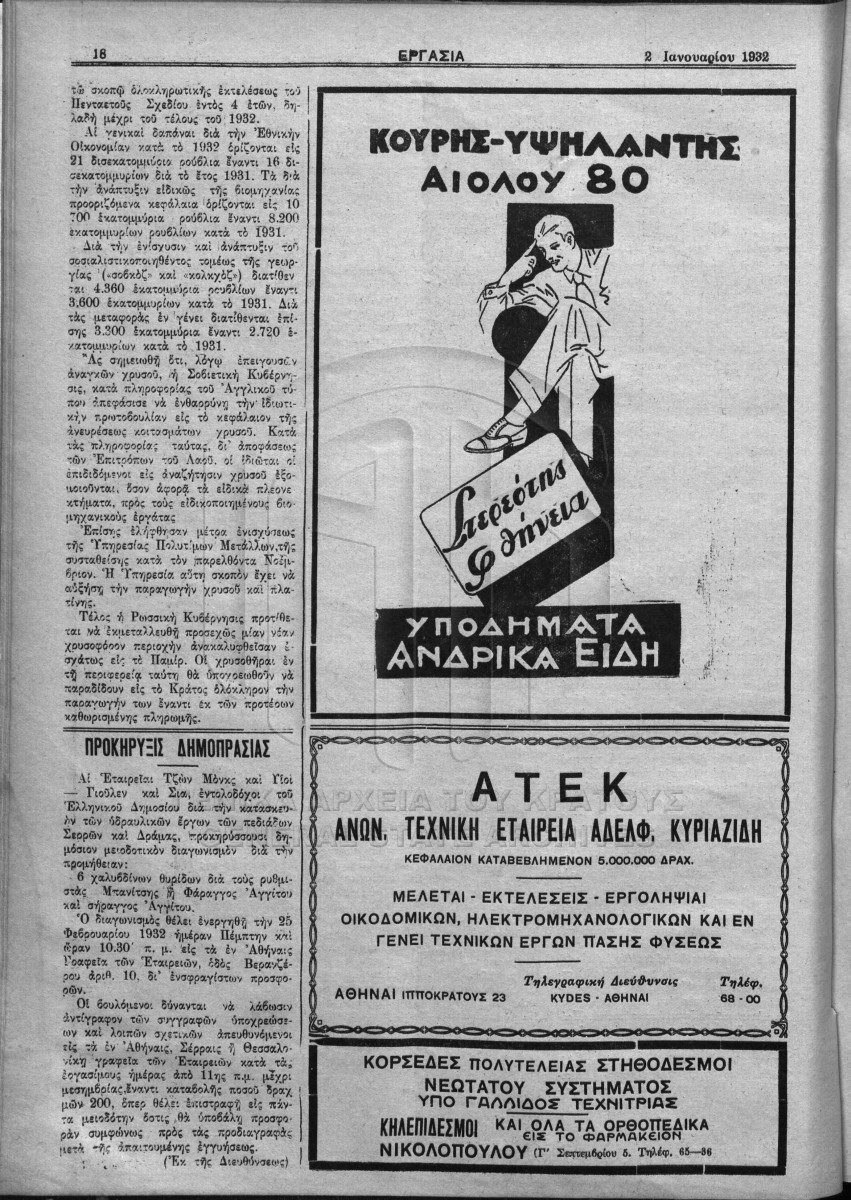 18
ΕΡΓΑΣΙΑ
2 Ιανουαρίου 1932
τῷ σκοπῷ ὁλοκληρωτικῆς ἐκτελέσεως τοῦ
Πενταετοῦς Σχεδίου ἐντὸς 4 ἐτῶν, δη-
λαδὴ μέχρι τοῦ τέλους τοῦ 1932.
Αἱ γενικαὶ δαπάναι διὰ τὴν Ἐθνικὴν
Οἰκονομίαν κατὰ τὸ 1932 ὁρίζονται εἰς
21 δισεκατομμύρια ρούβλια ἔναντι 16 δι-
σεκατομμυρίων διὰ τὸ ἔτος 1931. Τὰ διὰ
τὴν ἀνάπτυξιν εἰδικῶς τῆς βιομηχανίας
προοριζόμενα κεφάλαια ὁρίζονται εἰς 10
700 ἑκατομμύρια ρούβλια ἔναντι 8.200
ἑκατομμυρίων ρουβλίων κατὰ τὸ 1931.
Διὰ τὴν ἐνίσχυσιν καὶ ἀνάπτυξιν τοῦ
σοσιαλιστικοποιηθέντος τομέως τῆς γεωρ-
γίας («σοβκὸζ» καὶ «κολκχὸζ») διατίθεν
ται 4.360 ἑκατομμύρια ρουβλίων ἔναντι
3,600 ἑκατομμυρίων κατὰ τὸ 1931. Διὰ
τὰς μεταφορὰς ἐν γένει διατίθενται ἐπί-
σης 3.300 ἑκατομμύρια ἔναντι 2.720 ἑ-
κατομμυρίων κατὰ τὸ 1931.
Ἂς σημειωθῇ ὅτι, λόγῳ ἐπειγουσῶν
ἀναγκῶν χρυσοῦ, ἡ Σοβιετικὴ Κυβέρνη-
σις, κατὰ πληροφορίας τοῦ Ἀγγλικοῦ τύ-
που ἀπεφάσισε νὰ ἐνθαρρύνῃ τὴν ἰδιωτι-
κὴν πρωτοβουλίαν εἰς τὸ κεφάλαιον τῆς
ἀνευρέσεως κοιτασμάτων χρυσοῦ. Κατὰ
τὰς πληροφορίας ταύτας, δι' ἀποφάσεως
τῶν Ἐπιτρόπων τοῦ Λαοῦ, οἱ ἰδιῶται οἱ
ἐπιδιδόμενοι εἰς ἀναζήτησιν χρυσοῦ ἐξο-
μοιοῦνται, ὅσον ἀφορᾷ τὰ εἰδικὰ πλεονε
κτήματα, πρὸς τοὺς εἰδικοποιημένους βιο-
μηχανικοὺς ἐργάτας
Ἐπίσης ἐλήφθησαν μέτρα ἐνισχύσεως
τῆς Ὑπηρεσίας Πολυτίμων Μετάλλων,τῆς
συσταθείσης κατὰ τὸν παρελθόντα Νοέμ-
βριον. Ἡ Ὑπηρεσία αὕτη σκοπὸν ἔχει νὰ
αὐξήσῃ τὴν παραγωγὴν χρυσοῦ καὶ πλα-
τίνης.
Τέλος ἡ Ρωσσικὴ Κυβέρνησις προτίθε-
ται νὰ ἐκμεταλλευθῇ προσεχῶς μίαν νέαν
χρυσοφόρον περιοχὴν ἀνακαλυφθεῖσαν ἐ-
σχάτως εἰς τὸ Παμίρ. Οἱ χρυσοθῆραι ἐν
τῇ περιφερείᾳ ταύτῃ θὰ ὑποχρεωθοῦν νὰ
παραδίδουν εἰς τὸ Κράτος ὁλόκληρον τὴν
παραγωγήν των ἔναντι ἐκ τῶν προτέρων
καθωρισμένης πληρωμῆς.
ΠΡΟΚΗΡΥΞΙΣ ΔΗΜΟΠΡΑΣΙΑΣ
Αἱ Ἑταιρεῖαι Τζὼν Μὸνκς καὶ Υἱοὶ
— Γιοῦλεν καὶ Σια, ἐντολοδόχοι τοῦ
Ἑλληνικοῦ Δημοσίου διὰ τὴν κατασκευ-
ὴν τῶν ὑδραυλικῶν ἔργων τῶν πεδιάδων
Σερρῶν καὶ Δράμας, προκηρύσσουσι δη-
μόσιον μειοδοτικὸν διαγωνισμὸν διὰ τὴν
προμήθειαν:
6 χαλυβδίνων θυρίδων διὰ τοὺς ρυθμι-
στὰς Μπανίτσης ἢ Φάραγγος Ἀγγίτου
καὶ σήραγγος Ἀγγίτου.
Ὁ διαγωνισμὸς θέλει ἐνεργηθῆ τὴν 25
Φεβρουαρίου 1932 ἡμέραν Πέμπτην καὶ
ὥραν 10.30' π. μ. εἰς τὰ ἐν Ἀθήναις
Γραφεῖα τῶν Ἑταιρειῶν, ὁδὸς Βερανζέ-
ρου ἀριθ. 10, δι' ἐνσφραγίστων προσφο-
ρῶν.
Οἱ βουλόμενοι δύνανται νὰ λάβωσιν
ἀντίγραφον τῶν συγγραφῶν ὑποχρεώσε-
ων καὶ λοιπῶν σχετικῶν ἀπευθυνόμενοι
εἰς τὰ ἐν Ἀθήναις, Σέρραις ἢ Θεσσαλο-
νίκῃ γραφεῖα τῶν Ἑταιρειῶν κατὰ τὰς
ἐργασίμους ἡμέρας ἀπὸ 11ης π.μ. μέχρι
μεσημβρίας,ἔναντι καταβολῆς ποσοῦ δραχ
μῶν 200, ὅπερ θέλει ἐπιστραφῆ εἰς πάν-
τα μειοδότην ὅστις θὰ ὑποβάλῃ προσφο-
ρὰν συμφώνως πρὸς τὰς προδιαγραφὰς
μετὰ τῆς ἀπαιτουμένης ἐγγυήσεως.
(Ἐκ τῆς Διευθύνσεως)
ΚΟΥΡΗΣ-ΥΨΗΛΑΝΤΗΣ
ΑΙΟΛΟΥ 80
Στερεότης
Φθήνεια
ΥΠΟΔΗΜΑΤΑ
ΑΝΔΡΙΚΑ ΕΙΔΗ
ΑΤΕΚ
ΑΝΩΝ. ΤΕΧΝΙΚΗ ΕΤΑΙΡΕΙΑ ΑΔΕΛΦ. ΚΥΡΙΑΖΙΔΗ
ΚΕΦΑΛΑΙΟΝ ΚΑΤΑΒΕΒΛΗΜΕΝΟΝ 5.000.000 ΔΡΑΧ.
ΜΕΛΕΤΑΙ - ΕΚΤΕΛΕΣΕΙΣ - ΕΡΓΟΛΗΨΙΑΙ
ΟΙΚΟΔΟΜΙΚΩΝ, ΗΛΕΚΤΡΟΜΗΧΑΝΟΛΟΓΙΚΩΝ ΚΑΙ ΕΝ
ΓΕΝΕΙ ΤΕΧΝΙΚΩΝ ΕΡΓΩΝ ΠΑΣΗΣ ΦΥΣΕΩΣ
Τηλεγραφικὴ Διεύθυνσις
Τηλέφ.
ΑΘΗΝΑΙ ΙΠΠΟΚΡΑΤΟΥΣ 23
KYDES - ΑΘΗΝΑΙ
68-00
ΚΟΡΣΕΔΕΣ ΠΟΛΥΤΕΛΕΙΑΣ ΣΤΗΘΟΔΕΣΜΟΙ
ΝΕΩΤΑΤΟΥ ΣΥΣΤΗΜΑΤΟΣ
ΥΠΟ ΓΑΛΛΙΔΟΣ ΤΕΧΝΙΤΡΙΑΣ
ΚΗΛΕΠΙΔΕΣΜΟΙ ΚΑΙ ΟΛΑ ΤΑ ΟΡΘΟΠΕΔΙΚΑ
ΕΙΣ ΤΟ ΦΑΡΜΑΚΕΙΟΝ
ΝΙΚΟΛΟΠΟΥΛΟΥ (Γ' Σεπτεμβρίου 5. Τηλέφ. 65—86
ΑΡΧΕΙΑ ΤΟΥ ΚΡΑΤΟΥΣ
STATE ARCHIVES